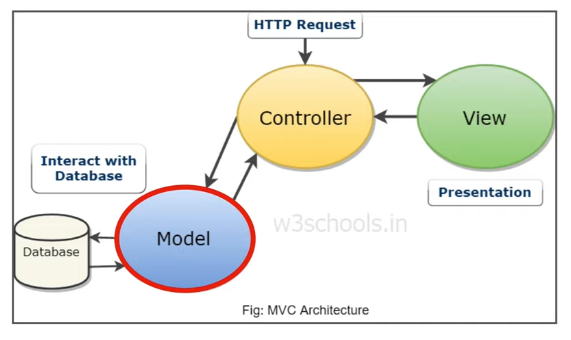 HTTP Request
Controller
View
Interact with
Database
Presentation
w3schools.in
Model
Database
Fig: MVC Architecture